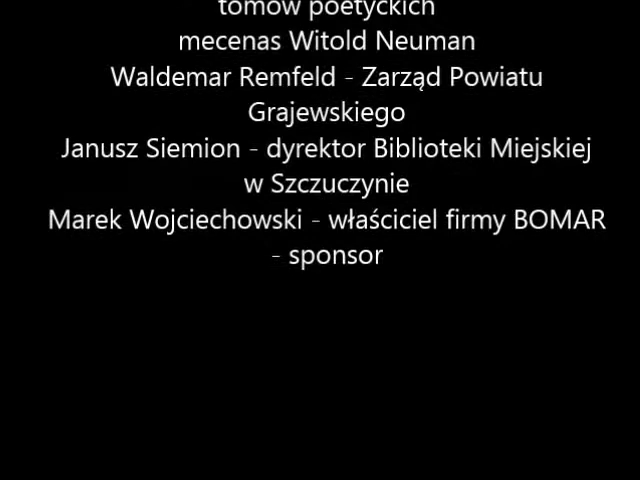 tomów poetyckich
mecenas Witold Neuman
Waldemar Remfeld - Zarząd Powiatu
Grajewskiego
Janusz Siemion - dyrektor Biblioteki Miejskiej
w Szczuczynie
Marek Wojciechowski - właściciel firmy BOMAR
- sponsor